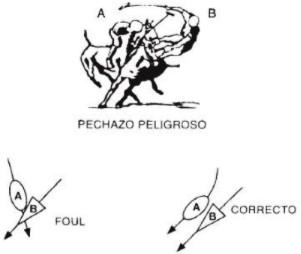 A B
PECHAZO PELIGROSO
A
B
FOUL
A
B
CORRECTO